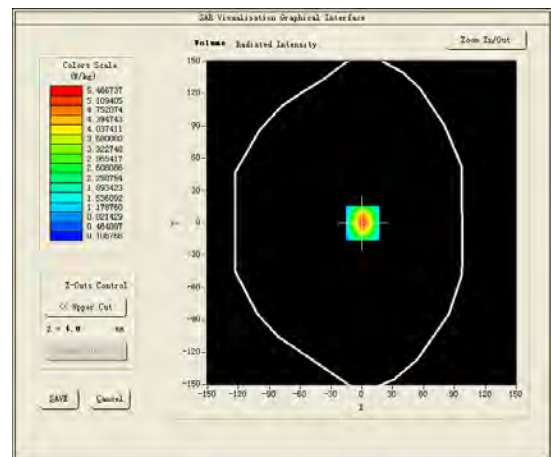 SAR Visualisation Graphical Interface
Volume Radiated Intensity
Zoom In/Out
Colors Scale
(W/kg)
5.466737
5.109405
4.752074
4.394743
4.037411
3.680080
3.322748
2.965417
2.608086
2.250754
1.893423
1.536092
1.178760
0.821429
0.464097
0.106766
150
90
60
30
0
-30
-60
-90
-120
-150
Y
-150 -120 -90 -60 -30 0 30 60 90 120 150
X
Z-Cuts Control
<< Upper Cut
Z = 4.0 mm
SAVE Cancel